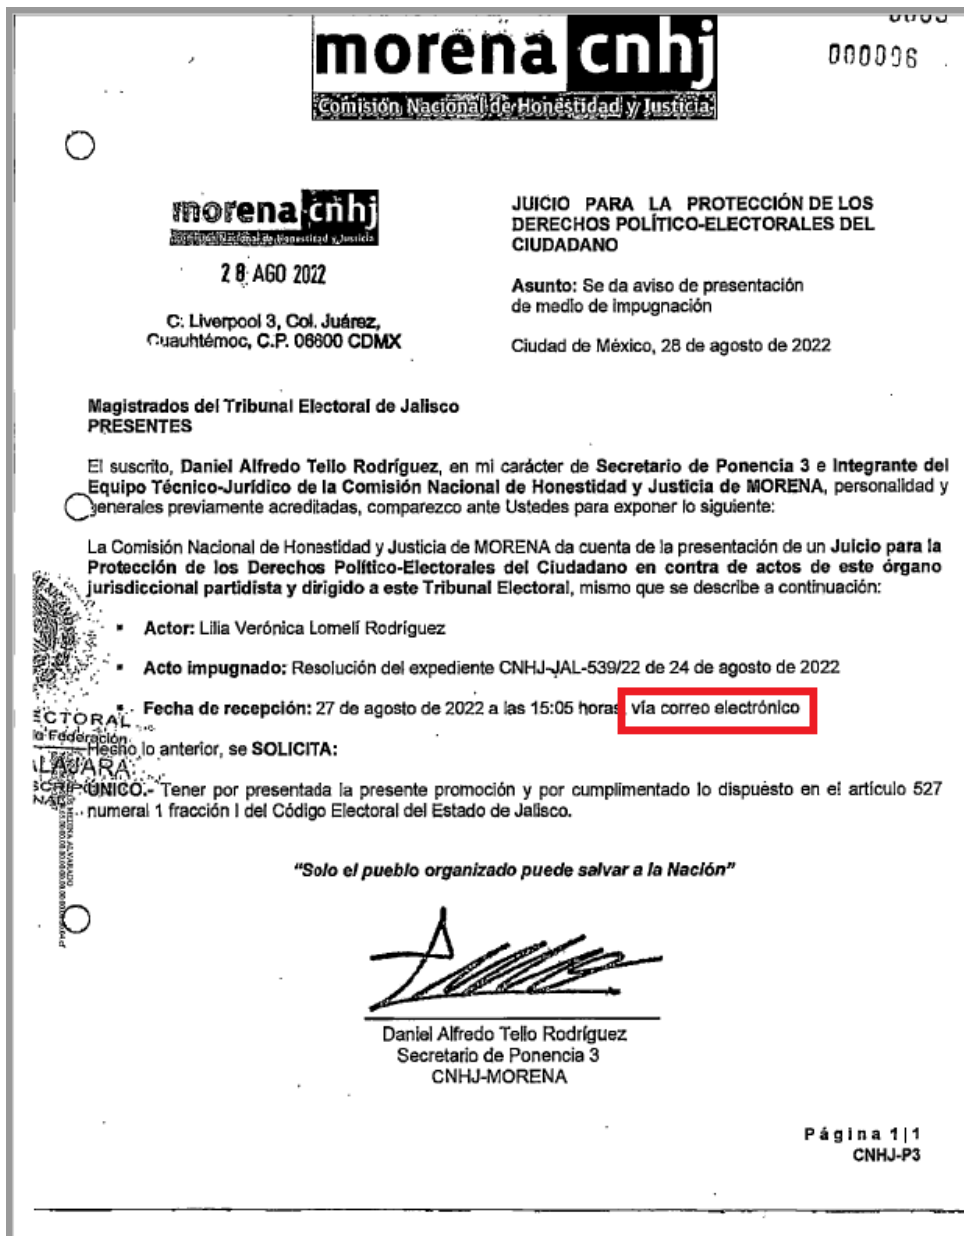 morena cnhj
Comisión Nacional de Honestidad y Justicia
000006
morena cnhj
Comisión Nacional de Honestidad y Justicia
28 AGO 2022
C: Liverpool 3, Col. Juárez,
Cuauhtémoc, C.P. 06600 CDMX
JUICIO PARA LA PROTECCIÓN DE LOS
DERECHOS POLÍTICO-ELECTORALES DEL
CIUDADANO
Asunto: Se da aviso de presentación
de medio de impugnación
Ciudad de México, 28 de agosto de 2022
Magistrados del Tribunal Electoral de Jalisco
PRESENTES
El suscrito, Daniel Alfredo Tello Rodríguez, en mi carácter de Secretario de Ponencia 3 e Integrante del
Equipo Técnico-Jurídico de la Comisión Nacional de Honestidad y Justicia de MORENA, personalidad y
generales previamente acreditadas, comparezco ante Ustedes para exponer lo siguiente:
La Comisión Nacional de Honestidad y Justicia de MORENA da cuenta de la presentación de un Juicio para la
Protección de los Derechos Político-Electorales del Ciudadano en contra de actos de este órgano
jurisdiccional partidista y dirigido a este Tribunal Electoral, mismo que se describe a continuación:
▪ Actor: Lilia Verónica Lomelí Rodríguez
▪ Acto impugnado: Resolución del expediente CNHJ-JAL-539/22 de 24 de agosto de 2022
▪ Fecha de recepción: 27 de agosto de 2022 a las 15:05 horas vía correo electrónico
ECTORAL
la Federación
Hecho lo anterior, se SOLICITA:
LAJARA
ÚNICO.- Tener por presentada la presente promoción y por cumplimentado lo dispuesto en el artículo 527
numeral 1 fracción I del Código Electoral del Estado de Jalisco.
"Solo el pueblo organizado puede salvar a la Nación"
Daniel Alfredo Tello Rodríguez
Secretario de Ponencia 3
CNHJ-MORENA
Página 1|1
CNHJ-P3